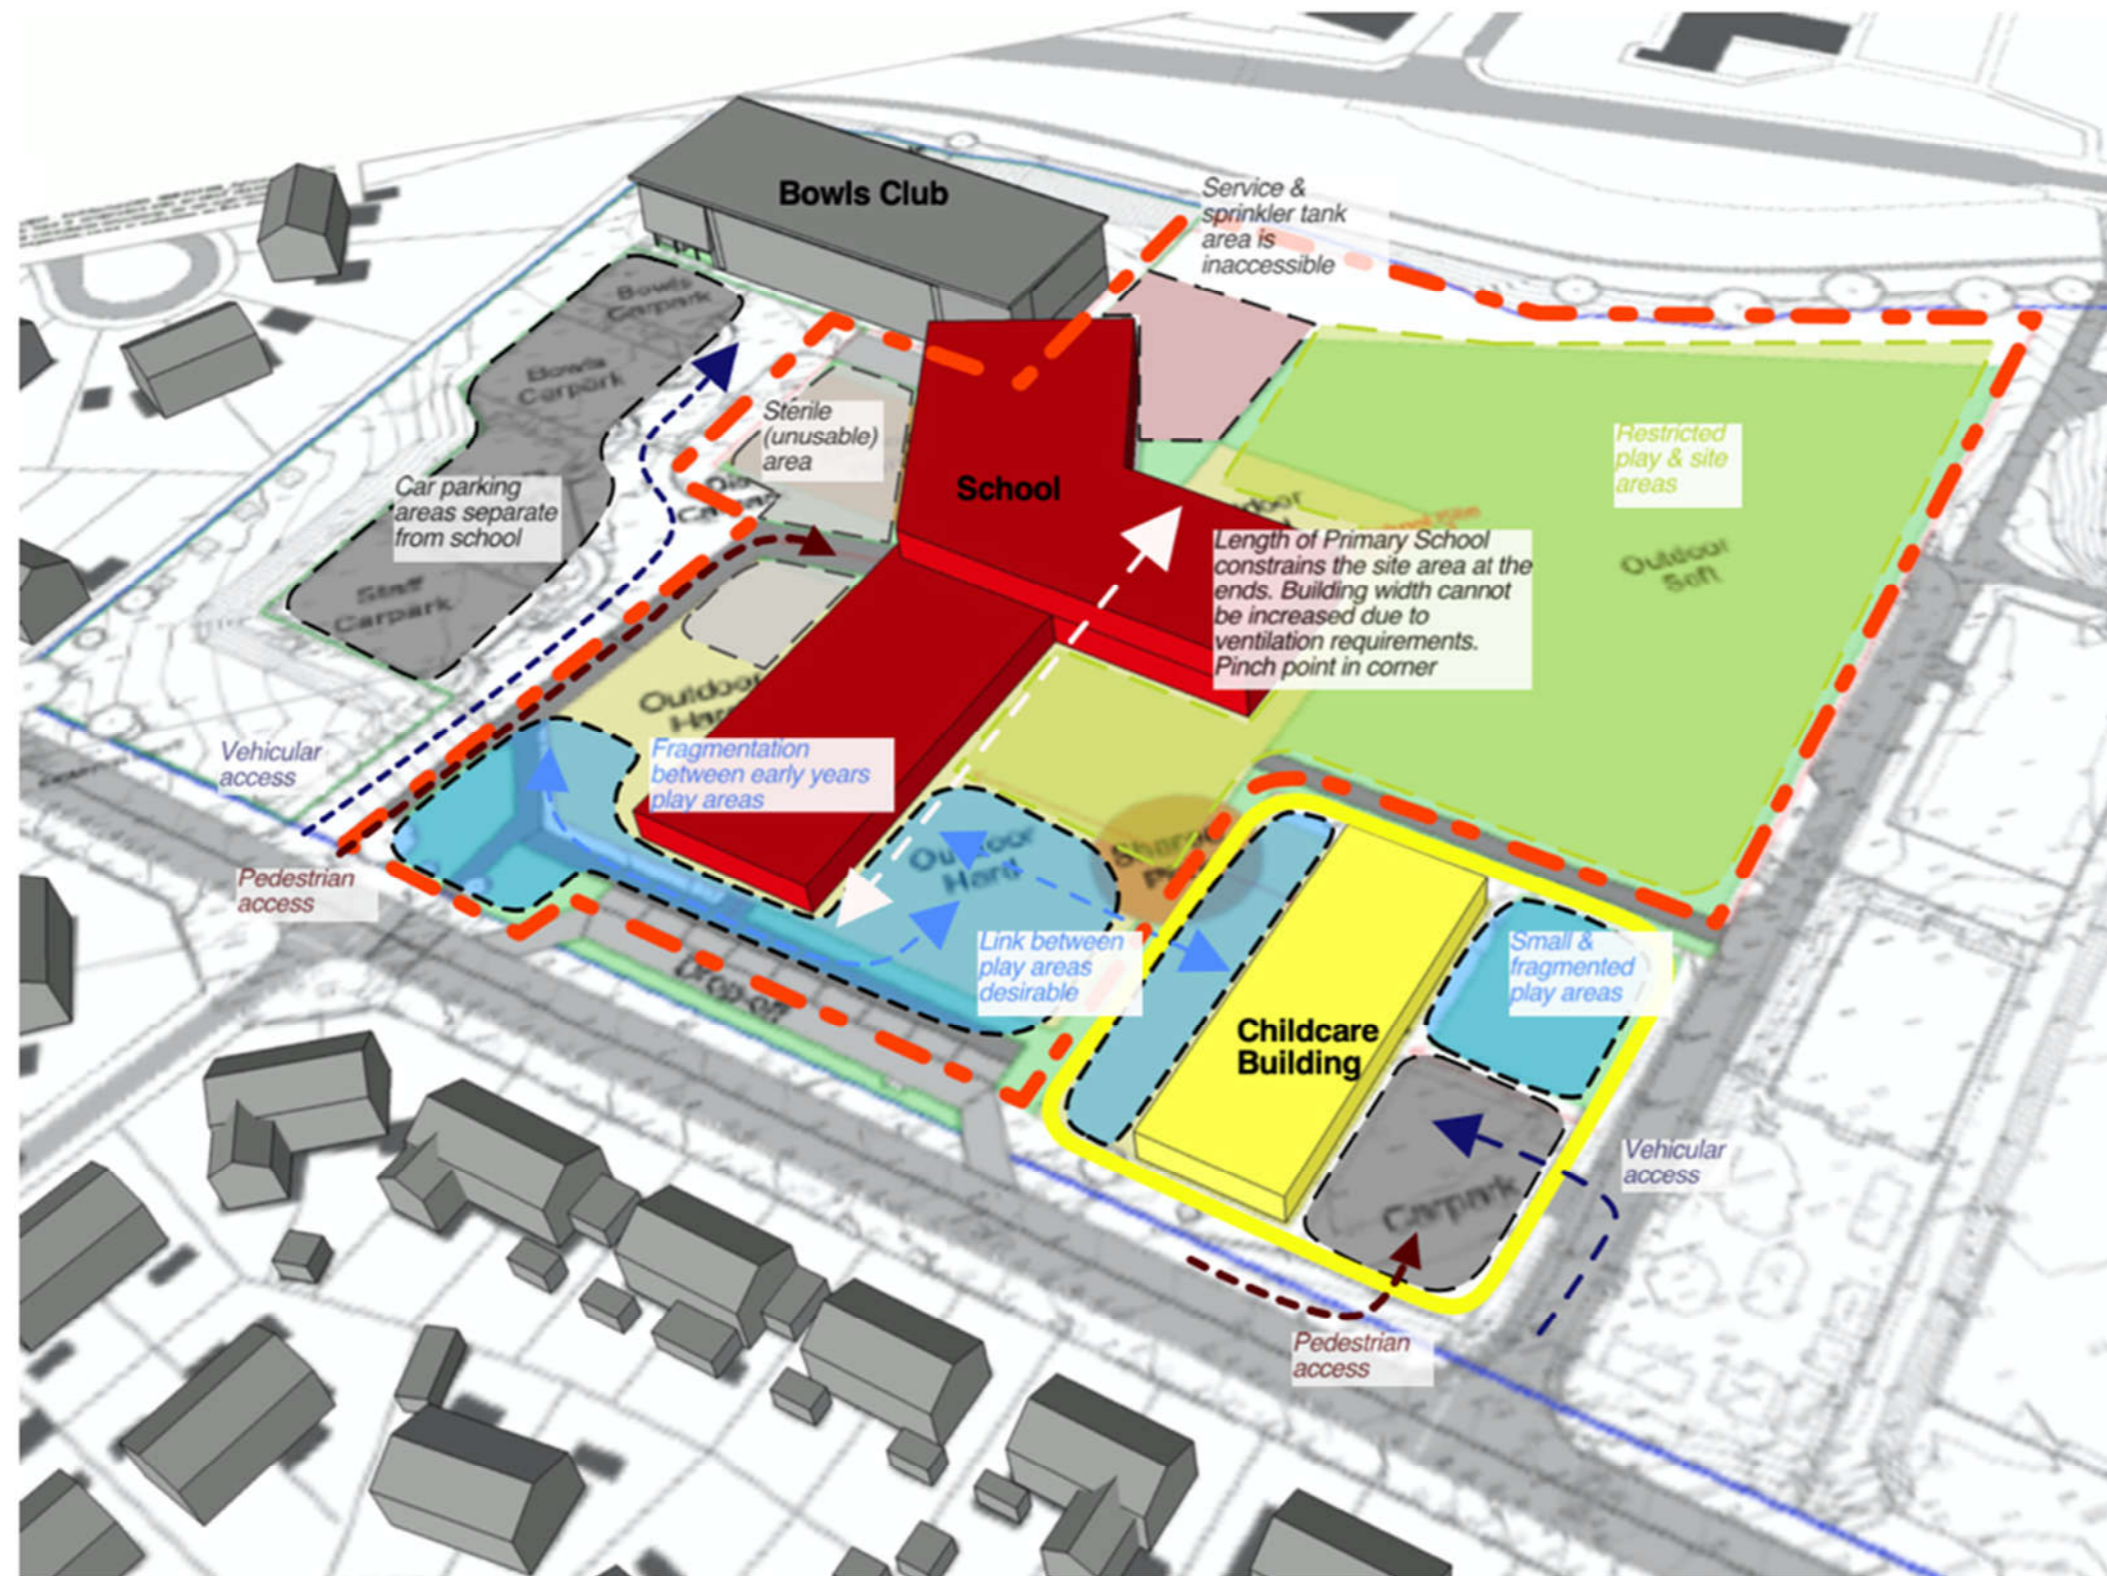 Bowls Club
Service &
sprinkler tank
area is
inaccessible
Bowls
Carpark
Bowls
Carpark
Sterile
(unusable)
area
Car parking
areas separate
from school
Staff
Carpark
School
Restricted
play & site
areas
Outdoor
Soft
Length of Primary School
constrains the site area at the
ends. Building width cannot
be increased due to
ventilation requirements.
Pinch point in corner
Outdoor
Vehicular
access
Fragmentation
between early years
play areas
Pedestrian
access
Outdoor
Hard
Link between
play areas
desirable
Small &
fragmented
play areas
Drop-off
Childcare
Building
Carpark
Vehicular
access
Pedestrian
access